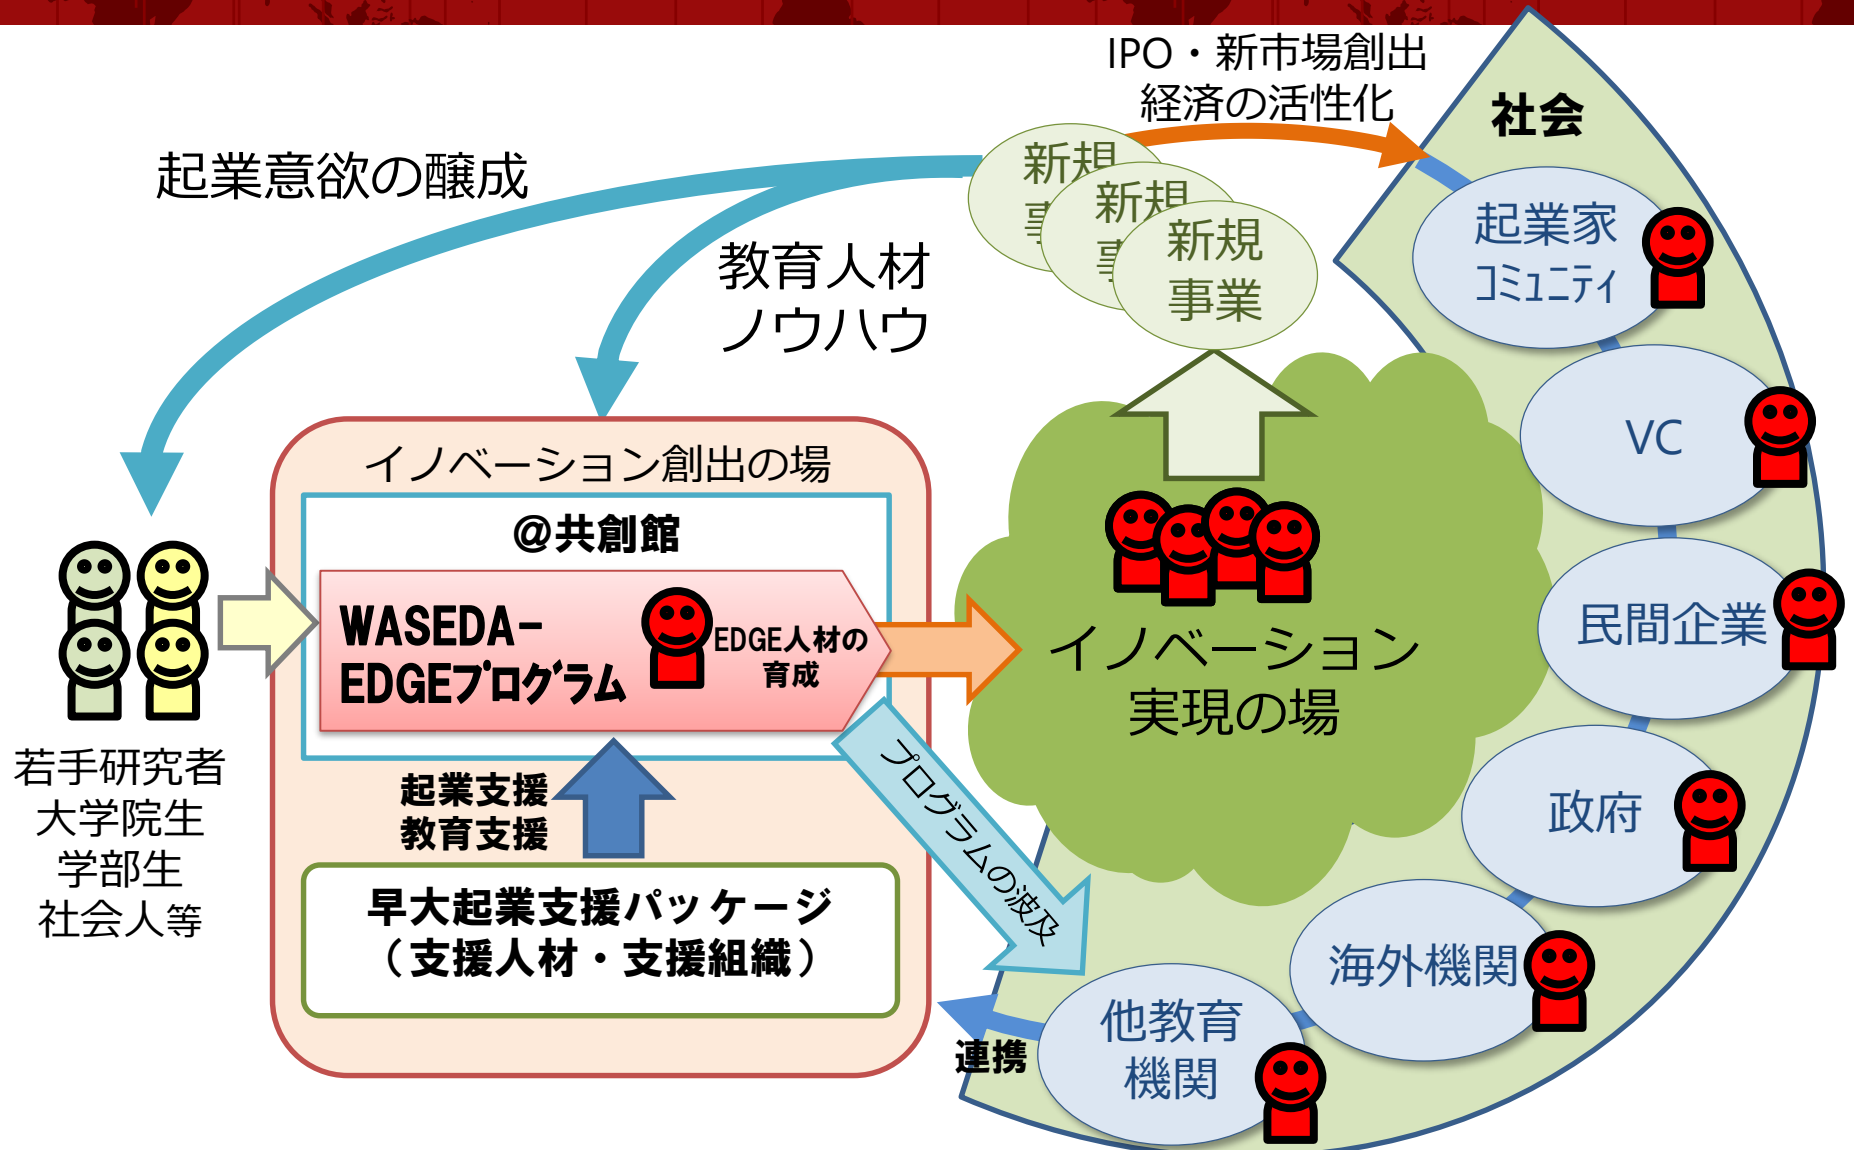 IPO・新市場創出
経済の活性化
社会
起業意欲の醸成
教育人材
ノウハウ
新規
事
新規
事
新規
事業
起業家
コミュニティ
VC
民間企業
政府
海外機関
他教育
機関
連携
イノベーション創出の場
@共創館
WASEDA-
EDGEプログラム
EDGE人材の
育成
起業支援
教育支援
早大起業支援パッケージ
（支援人材・支援組織）
イノベーション
実現の場
プログラムの波及
若手研究者
大学院生
学部生
社会人等